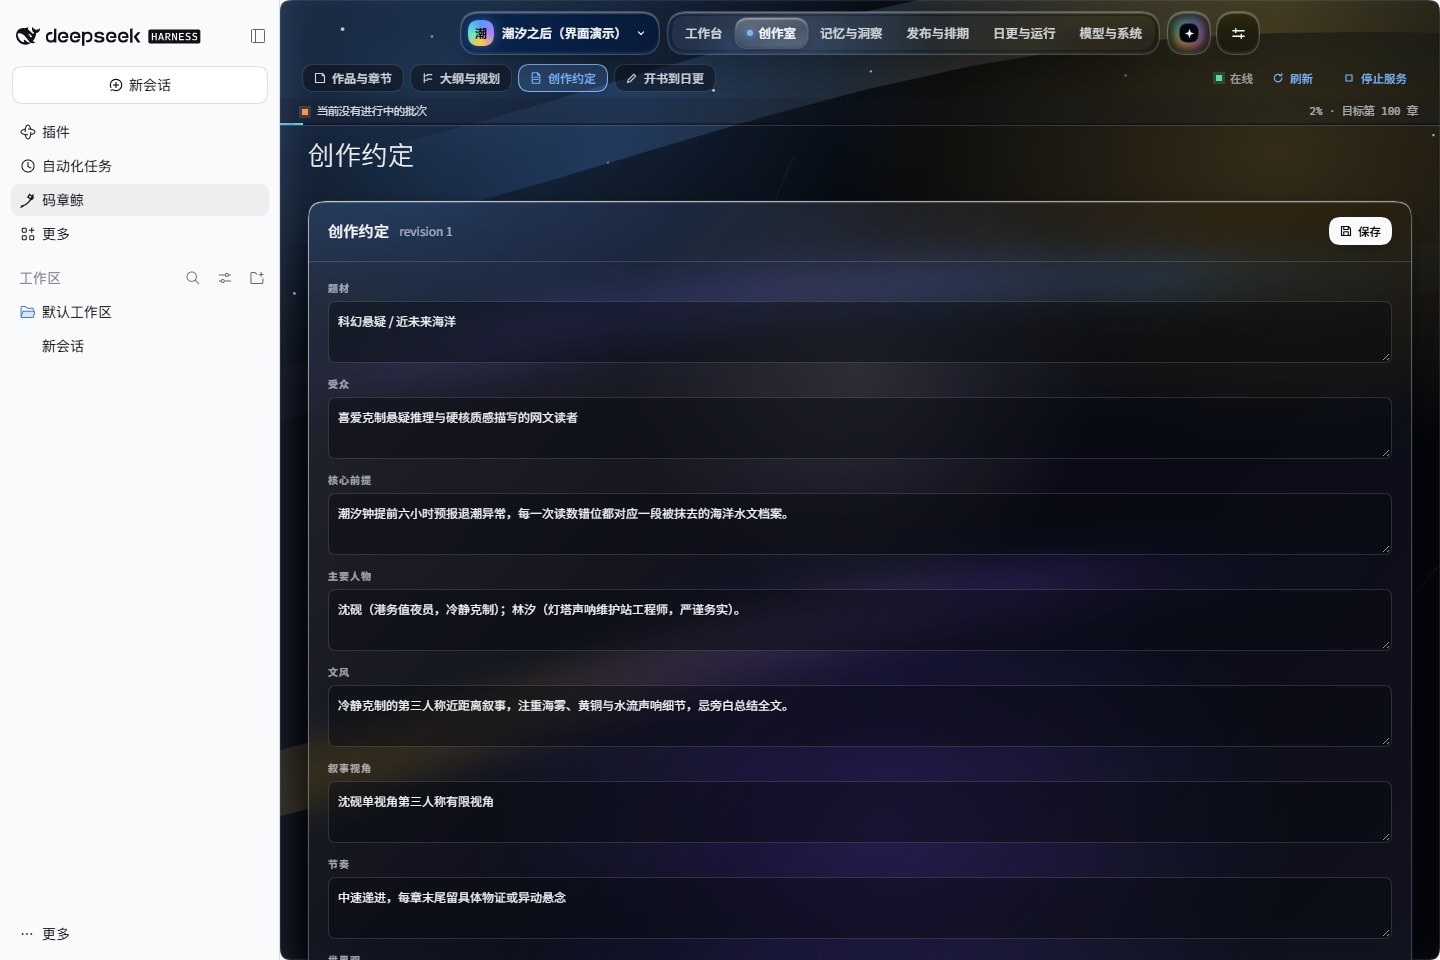 deepseek HARNESS
新会话
插件
自动化任务
码章鲸
更多
工作区
默认工作区
新会话
更多
潮 潮汐之后（界面演示）
工作台 创作室 记忆与洞察 发布与排期 日更与运行 模型与系统
作品与章节 大纲与规划 创作约定 开书到日更
在线 刷新 停止服务
当前没有进行中的批次
2% · 目标第 100 章
创作约定
创作约定 revision 1
保存
题材
科幻悬疑 / 近未来海洋
受众
喜爱克制悬疑推理与硬核质感描写的网文读者
核心前提
潮汐钟提前六小时预报退潮异常，每一次读数错位都对应一段被抹去的海洋水文档案。
主要人物
沈砚（港务值夜员，冷静克制）；林汐（灯塔声呐维护站工程师，严谨务实）。
文风
冷静克制的第三人称近距离叙事，注重海雾、黄铜与水流声响细节，忌旁白总结全文。
叙事视角
沈砚单视角第三人称有限视角
节奏
中速递进，每章末尾留具体物证或异动悬念